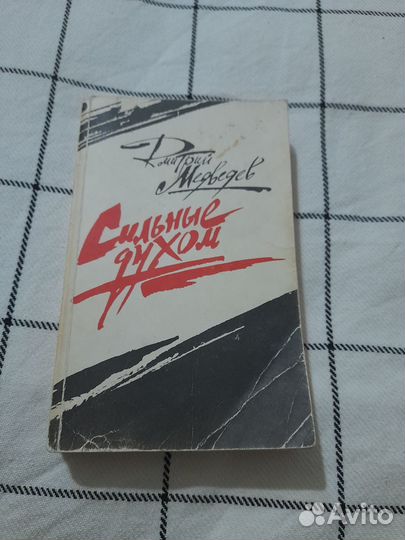 Дмитрий
Медведев
Сильные
духом
Avito